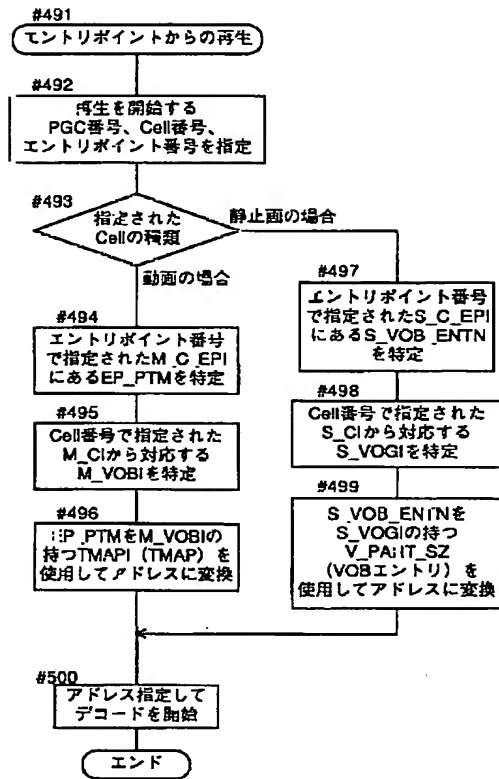 #491
エントリポイントからの再生
#492
再生を開始する
PGC番号、Cell番号、
エントリポイント番号を指定
#493
指定された
Cellの種類
静止画の場合
動画の場合
#494
エントリポイント番号
で指定されたM_C_EPI
にあるEP_PTMを特定
#495
Cell番号で指定された
M_CIから対応する
M_VOBIを特定
#496
EP_PTMをM_VOBIの
持つTMAPI(TMAP)を
使用してアドレスに変換
#497
エントリポイント番号
で指定されたS_C_EPI
にあるS_VOB_ENTN
を特定
#498
Cell番号で指定された
S_CIから対応する
S_VOGIを特定
#499
S_VOB_ENTNを
S_VOGIの持つ
V_PART_SZ
(VOBエントリ)を
使用してアドレスに変換
#500
アドレス指定して
デコードを開始
エンド